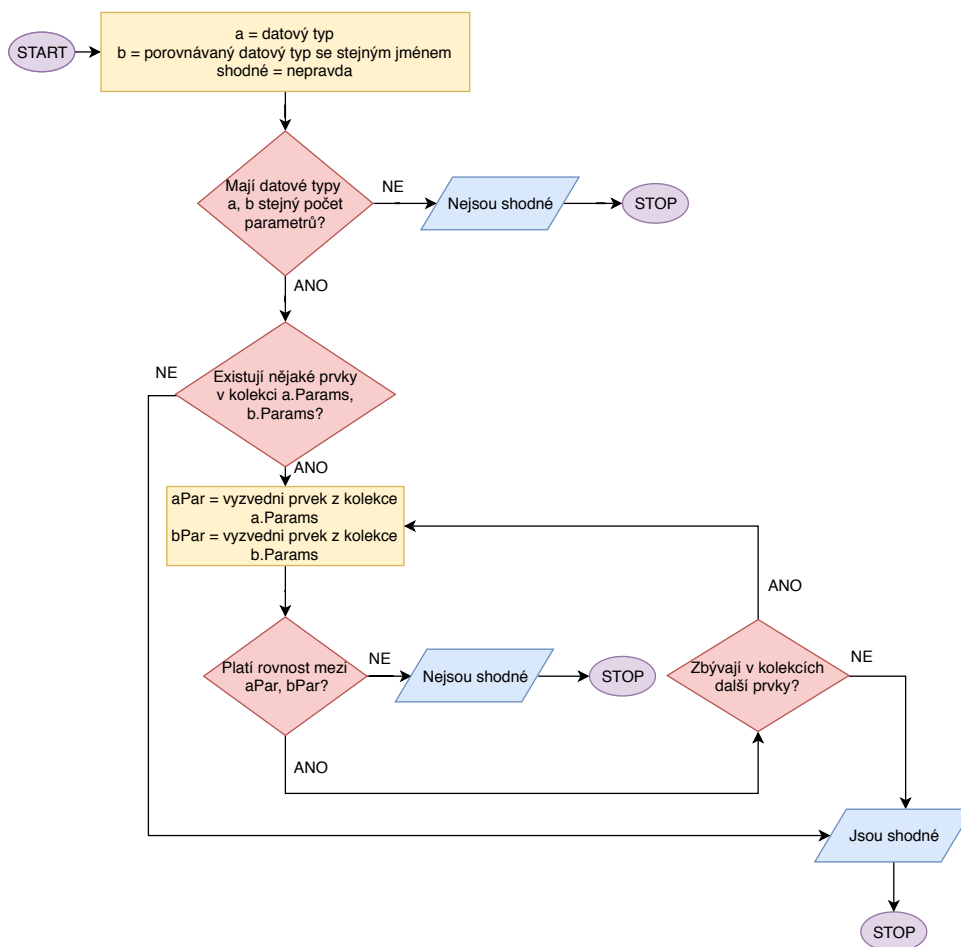 START
a = datový typ
b = porovnávaný datový typ se stejným jménem
shodné = nepravda
Mají datové typy
a, b stejný počet
parametrů?
NE
Nejsou shodné
STOP
ANO
Existují nějaké prvky
v kolekci a.Params,
b.Params?
NE
ANO
aPar = vyzvedni prvek z kolekce
a.Params
bPar = vyzvedni prvek z kolekce
b.Params
Platí rovnost mezi
aPar, bPar?
NE
Nejsou shodné
STOP
ANO
Zbývají v kolekcích
další prvky?
ANO
NE
Jsou shodné
STOP